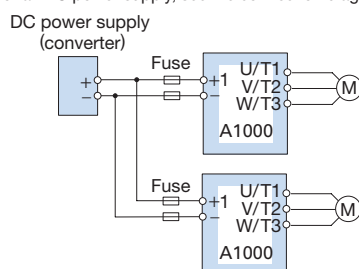 DC power supply
(converter)
Fuse
+
−
+1
−
U/T1
V/T2
W/T3
M
A1000
Fuse
+1
−
U/T1
V/T2
W/T3
M
A1000